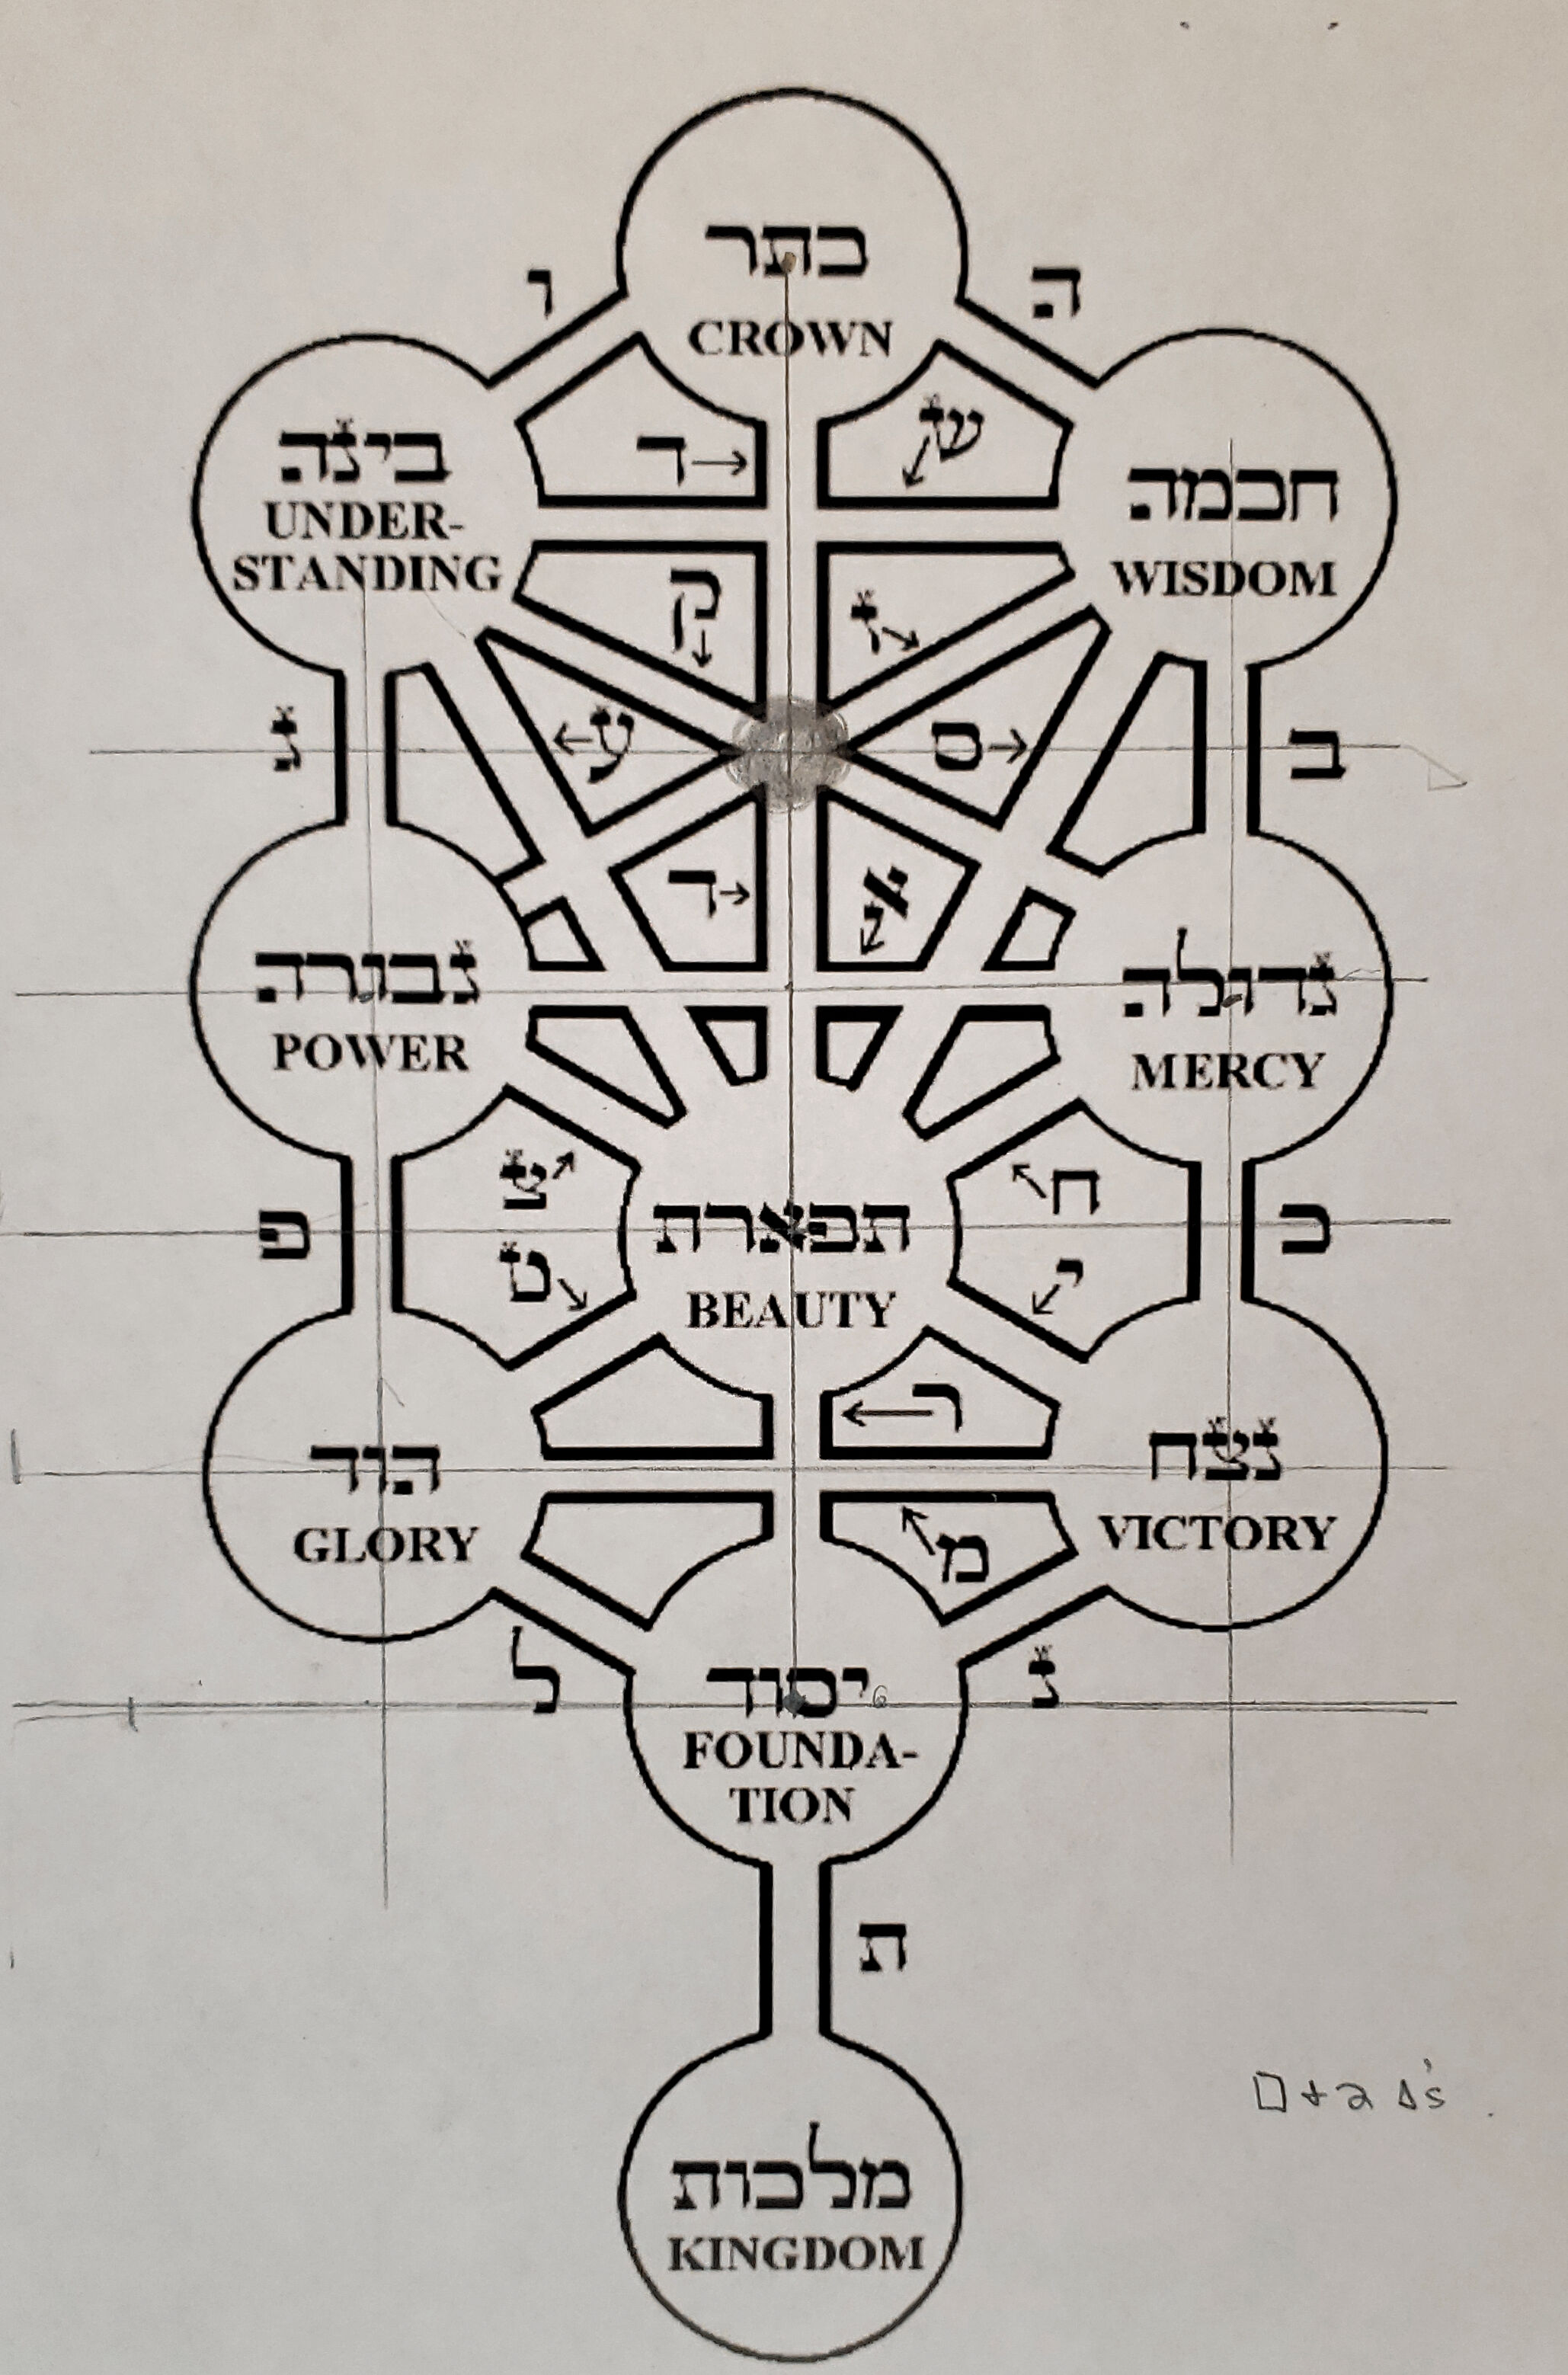 כתר
CROWN
ו
ה
ד
ש
בינה
UNDER-
STANDING
חכמה
WISDOM
ק
ז
ע
ס
ג
ב
ד
א
גבורה
POWER
גדולה
MERCY
צ
ח
פ
תפארת
כ
ט
י
BEAUTY
ר
הוד
GLORY
נצח
VICTORY
מ
ל
נ
יסוד
FOUNDA-
TION
ת
□ + 2 Δ's
מלכות
KINGDOM